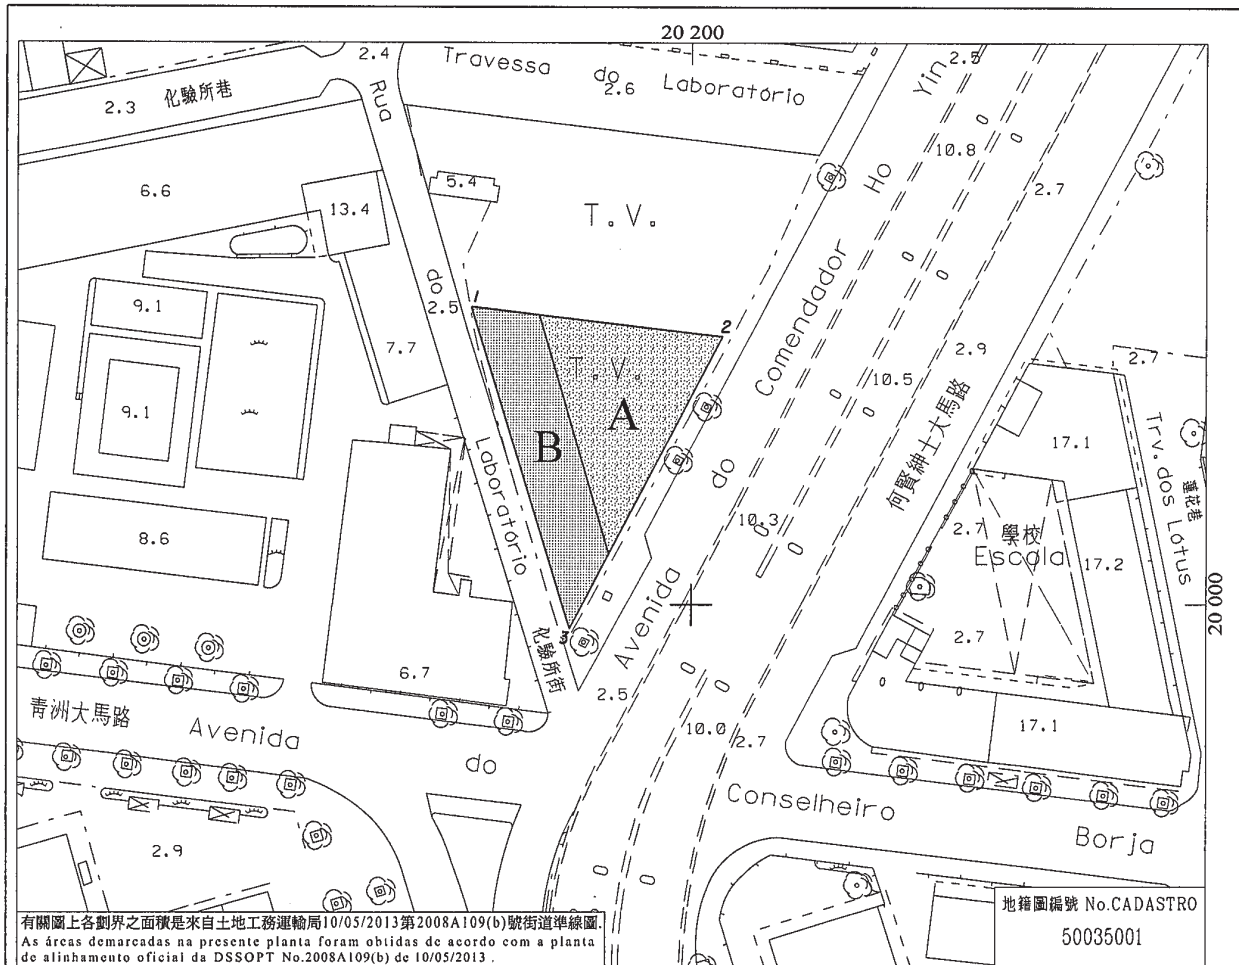 20 200
2.4
Travessa do Laboratório
2.6
Yin
2.5
2.3
化驗所巷
Rua
10.8
6.6
13.4
5.4
T.V.
Ho
2.7
do
2.5
1
9.1
7.7
2
Comendador
2.9
2.7
T.V.
10.5
9.1
A
B
何賢紳士大馬路
17.1
Trv.dos Lótus
蓮花巷
Laboratório
do
8.6
10.3
2.7
學校
Escola
17.2
Avenida
20 000
3
化驗所街
2.7
6.7
2.5
青洲大馬路
Avenida
10.0
2.7
17.1
do
Conselheiro
Borja
2.9
有關圖上各劃界之面積是來自土地工務運輸局10/05/2013第2008A109(b)號街道準線圖.
As áreas demarcadas na presente planta foram obtidas de acordo com a planta
de alinhamento oficial da DSSOPT No.2008A109(b) de 10/05/2013 .
地籍圖編號 No.CADASTRO
50035001